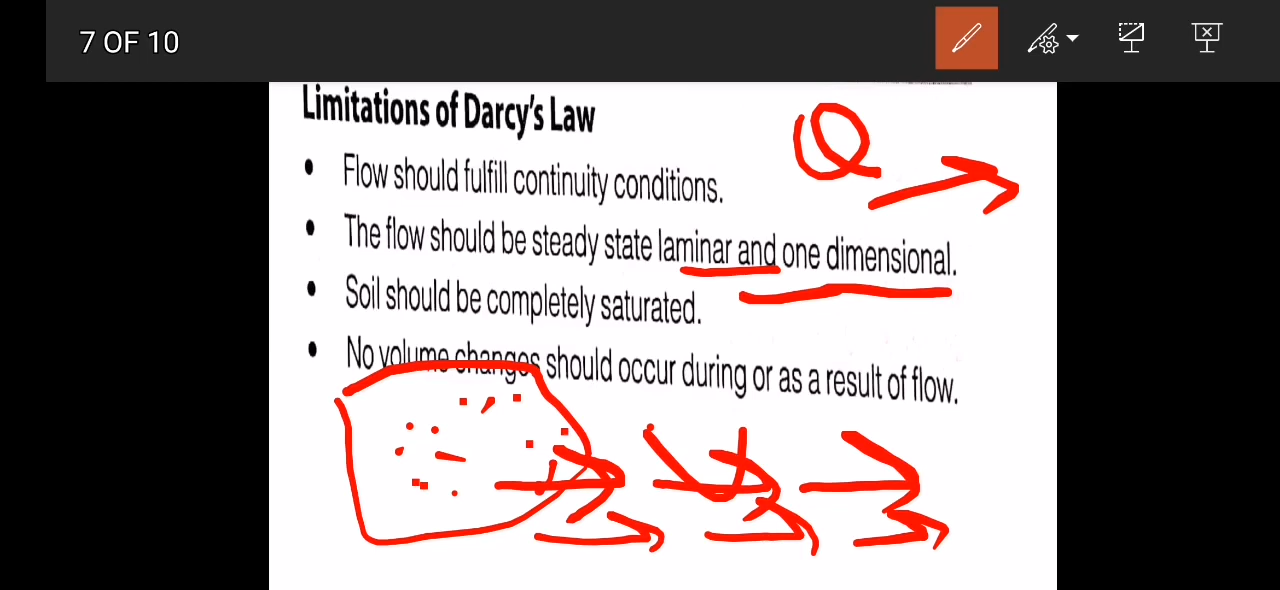 7 OF 10
Limitations of Darcy's Law
Q
• Flow should fulfill continuity conditions.
• The flow should be steady state laminar and one dimensional.
• Soil should be completely saturated.
• No volume changes should occur during or as a result of flow.